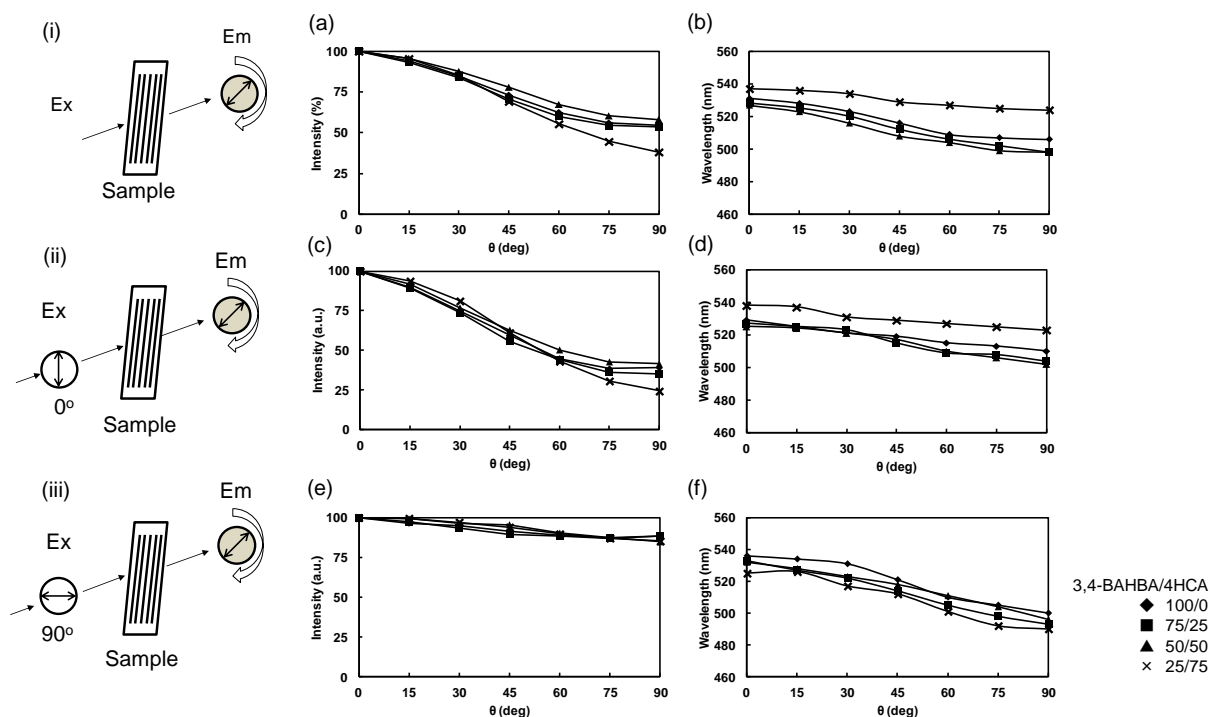 (i)
Em
Ex
Sample
(a)
100
75
50
25
0
Intensity (%)
0 15 30 45 60 75 90
θ (deg)
(b)
560
540
520
500
480
460
Wavelength (nm)
0 15 30 45 60 75 90
θ (deg)
(ii)
Em
Ex
0º
Sample
(c)
100
75
50
25
0
Intensity (a.u.)
0 15 30 45 60 75 90
θ (deg)
(d)
560
540
520
500
480
460
Wavelength (nm)
0 15 30 45 60 75 90
θ (deg)
(iii)
Em
Ex
90º
Sample
(e)
100
75
50
25
0
Intensity (a.u.)
0 15 30 45 60 75 90
θ (deg)
(f)
560
540
520
500
480
460
Wavelength (nm)
0 15 30 45 60 75 90
θ (deg)
3,4-BAHBA/4HCA
100/0
75/25
50/50
25/75